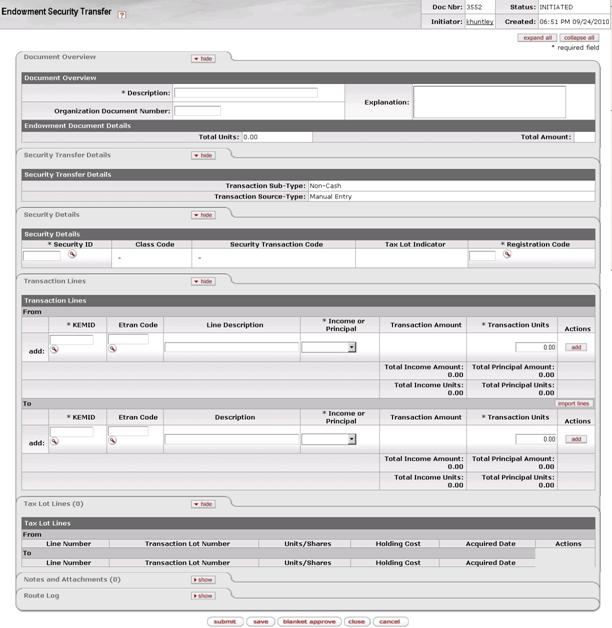 Endowment Security Transfer ?
Doc Nbr: 3552 Status: INITIATED
Initiator: khuntley Created: 06:51 PM 09/24/2010
expand all collapse all
* required field
Document Overview hide
Document Overview
* Description:
Explanation:
Organization Document Number:
Endowment Document Details
Total Units: 0.00 Total Amount:
Security Transfer Details hide
Security Transfer Details
Transaction Sub-Type: Non-Cash
Transaction Source-Type: Manual Entry
Security Details hide
Security Details
* Security ID Class Code Security Transaction Code Tax Lot Indicator * Registration Code
- -
Transaction Lines hide
Transaction Lines
From
* KEMID Etran Code Line Description * Income or Principal Transaction Amount * Transaction Units Actions
add: 0.00 add
Total Income Amount: 0.00 Total Principal Amount: 0.00
Total Income Units: 0.00 Total Principal Units: 0.00
To import lines
* KEMID Etran Code Description * Income or Principal Transaction Amount * Transaction Units Actions
add: 0.00 add
Total Income Amount: 0.00 Total Principal Amount: 0.00
Total Income Units: 0.00 Total Principal Units: 0.00
Tax Lot Lines (0) hide
Tax Lot Lines
From
Line Number Transaction Lot Number Units/Shares Holding Cost Acquired Date Actions
To
Line Number Transaction Lot Number Units/Shares Holding Cost Acquired Date
Notes and Attachments (0) show
Route Log show
submit save blanket approve close cancel